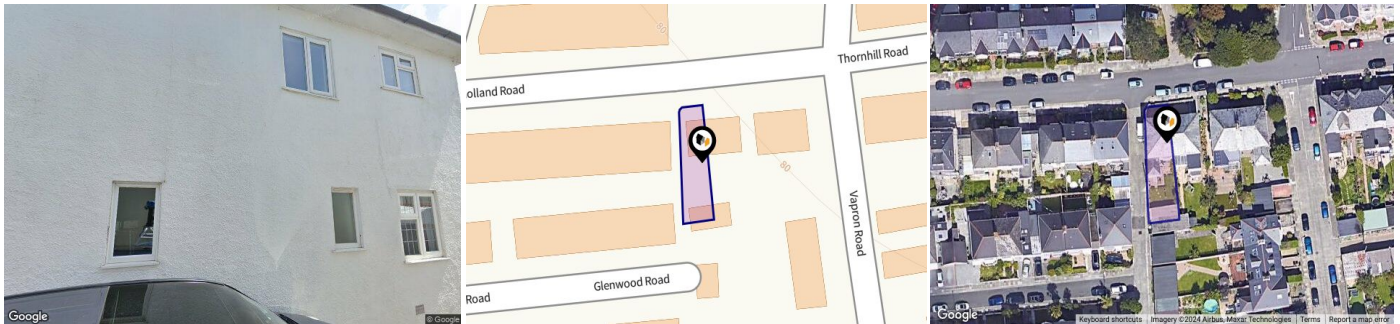 Thornhill Road
olland Road
80
80
Vapron Road
Glenwood Road
Road
Google
© Google
Google
Keyboard shortcuts
Imagery ©2024 Airbus, Maxar Technologies
Terms
Report a map error